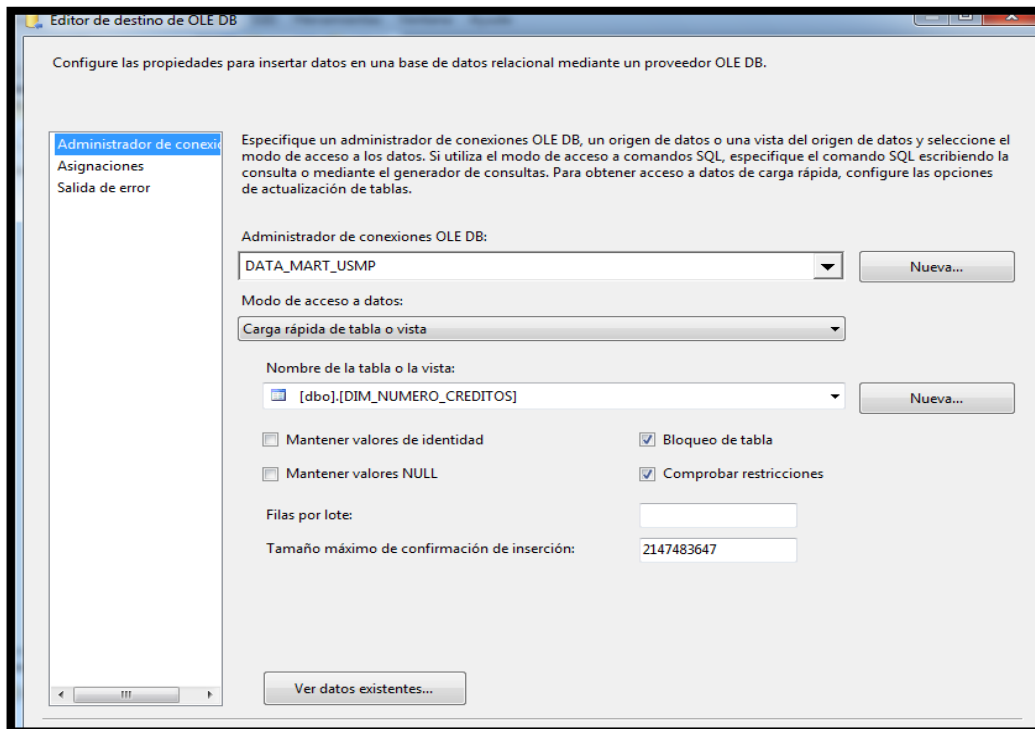 Editor de destino de OLE DB
Configure las propiedades para insertar datos en una base de datos relacional mediante un proveedor OLE DB.
Administrador de conexi
Asignaciones
Salida de error
Especifique un administrador de conexiones OLE DB, un origen de datos o una vista del origen de datos y seleccione el
modo de acceso a los datos. Si utiliza el modo de acceso a comandos SQL, especifique el comando SQL escribiendo la
consulta o mediante el generador de consultas. Para obtener acceso a datos de carga rápida, configure las opciones
de actualización de tablas.
Administrador de conexiones OLE DB:
DATA_MART_USMP
Nueva...
Modo de acceso a datos:
Carga rápida de tabla o vista
Nombre de la tabla o la vista:
[dbo].[DIM_NUMERO_CREDITOS]
Nueva...
Mantener valores de identidad
Bloqueo de tabla
Mantener valores NULL
Comprobar restricciones
Filas por lote:
Tamaño máximo de confirmación de inserción:
2147483647
Ver datos existentes...